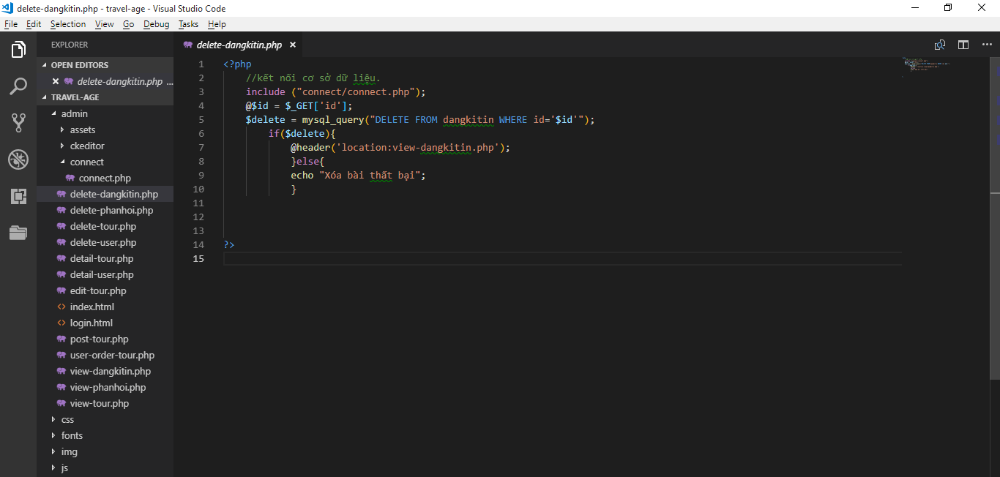 delete-dangkitin.php - travel-age - Visual Studio Code
File Edit Selection View Go Debug Tasks Help
EXPLORER
OPEN EDITORS
delete-dangkitin.php ...
TRAVEL-AGE
admin
assets
ckeditor
connect
connect.php
delete-dangkitin.php
delete-phanhoi.php
delete-tour.php
delete-user.php
detail-tour.php
detail-user.php
edit-tour.php
index.html
login.html
post-tour.php
user-order-tour.php
view-dangkitin.php
view-phanhoi.php
view-tour.php
css
fonts
img
js
delete-dangkitin.php
1 <?php
2 //kết nối cơ sở dữ liệu.
3 include ("connect/connect.php");
4 @$id = $_GET['id'];
5 $delete = mysql_query("DELETE FROM dangkitin WHERE id='$id'");
6 if($delete){
7 @header('location:view-dangkitin.php');
8 }else{
9 echo "Xóa bài thất bại";
10 }
11
12
13
14 ?>
15